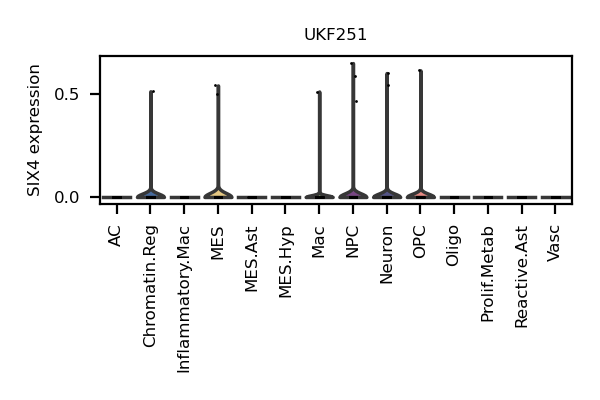 UKF251
SIX4 expression
0.5
0.0
AC
Chromatin.Reg
Inflammatory.Mac
MES
MES.Ast
MES.Hyp
Mac
NPC
Neuron
OPC
Oligo
Prolif.Metab
Reactive.Ast
Vasc